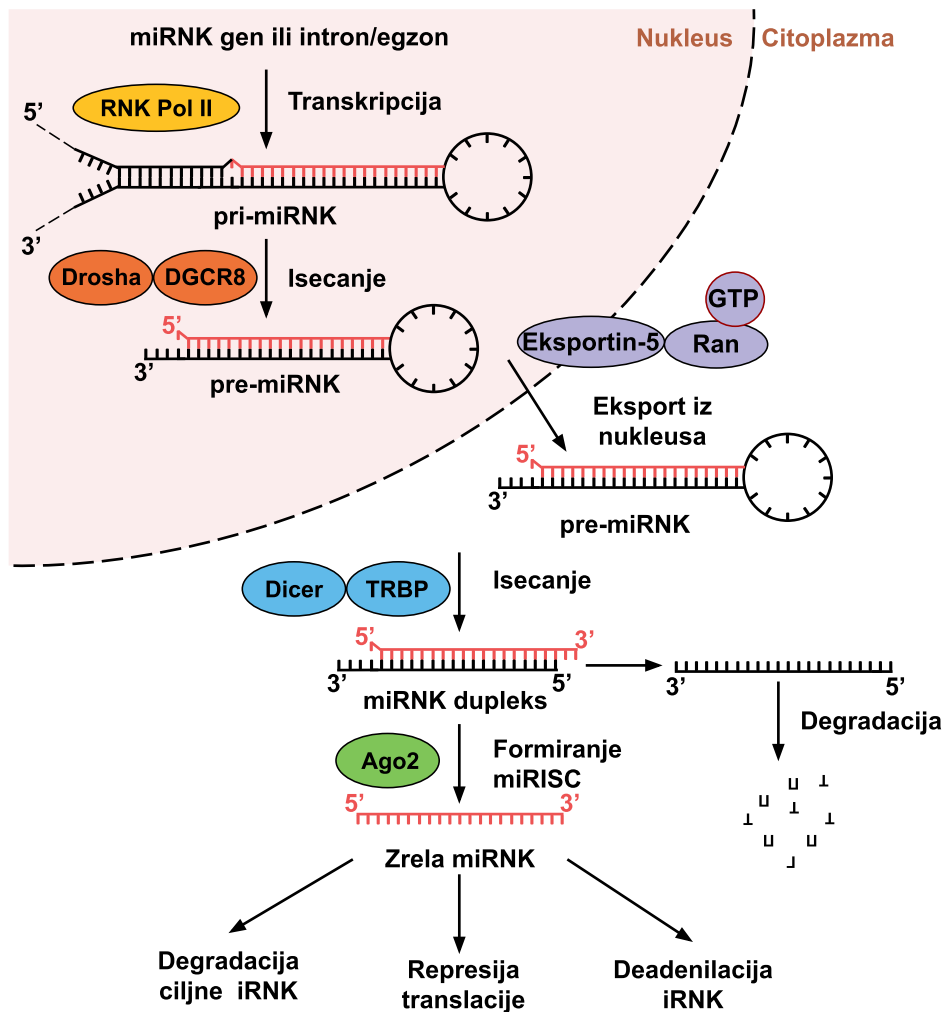 miRNK gen ili intron/egzon
Nukleus
Citoplazma
RNK Pol II
Transkripcija
5’
3’
pri-miRNK
Drosha
DGCR8
Isecanje
5’
3’
pre-miRNK
GTP
Eksportin-5
Ran
Eksport iz
nukleusa
5’
3’
pre-miRNK
Dicer
TRBP
Isecanje
5’
3’
3’
5’
miRNK dupleks
3’
5’
Degradacija
Ago2
Formiranje
miRISC
5’
3’
Zrela miRNK
Degradacija
ciljne iRNK
Represija
translacije
Deadenilacija
iRNK